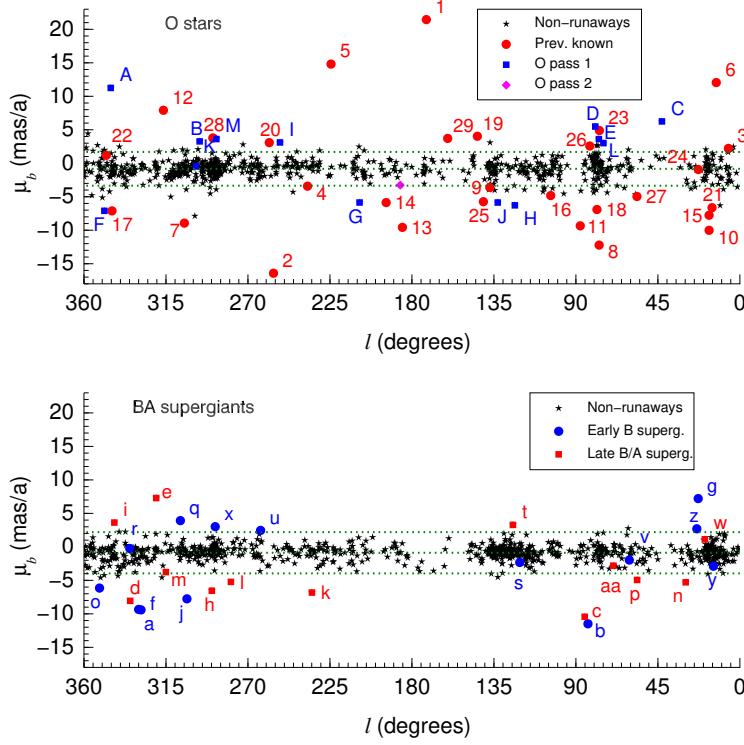 O stars
Non-runaways
Prev. known
O pass 1
O pass 2
20
15
10
5
0
−5
−10
−15
μb (mas/a)
1
5
6
A
12
C
D
23
22
B
28
M
20
I
29
19
26
E
3
K
L
24
4
9
F
17
7
G
14
25
J
H
16
18
27
21
15
13
11
10
2
8
360
315
270
225
180
135
90
45
0
l (degrees)
BA supergiants
Non-runaways
Early B superg.
Late B/A superg.
20
15
10
5
0
−5
−10
−15
μb (mas/a)
e
g
i
q
x
u
t
z
w
r
v
o
d
m
l
s
aa
p
n
y
f
a
j
h
k
c
b
360
315
270
225
180
135
90
45
0
l (degrees)